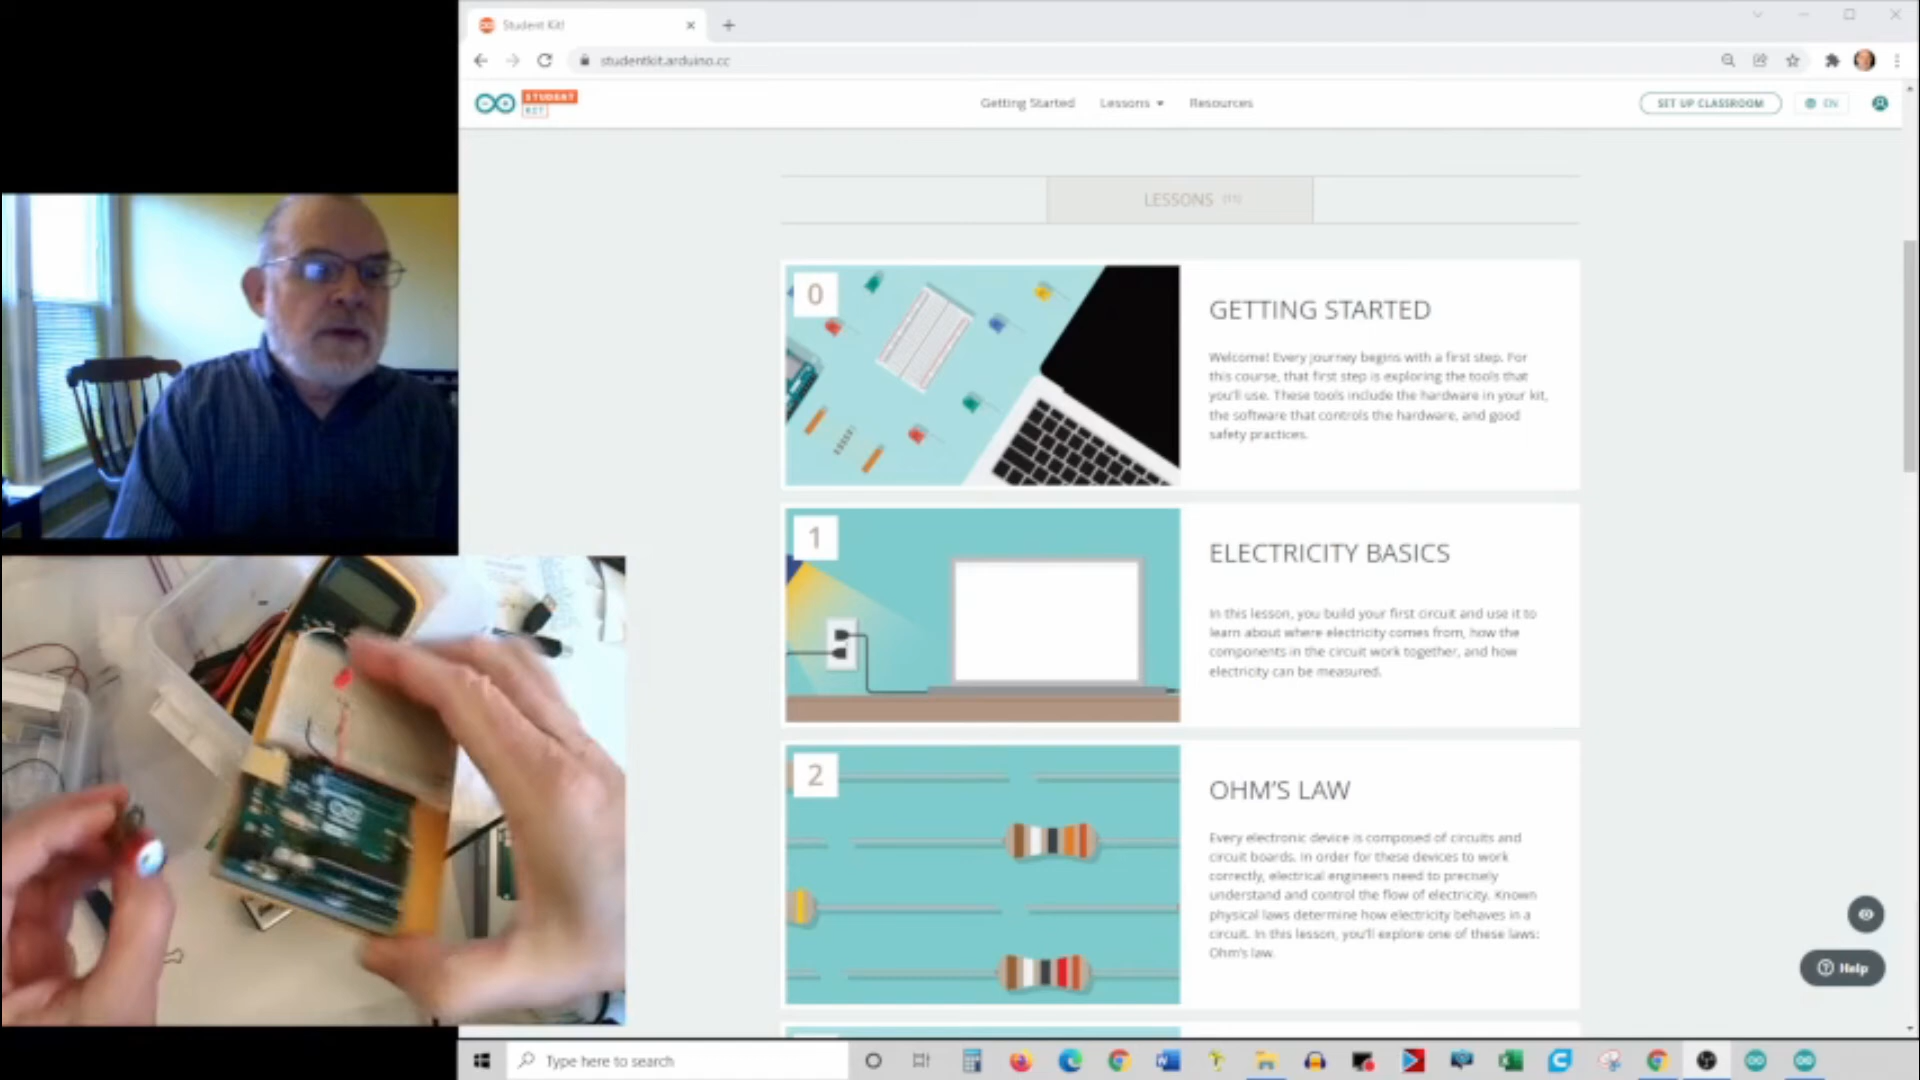 Student Kit!
studentkit.arduino.cc
STUDENT
KIT
Getting Started
Lessons
Resources
SET UP CLASSROOM
EN
LESSONS (11)
0
GETTING STARTED
Welcome! Every journey begins with a first step. For
this course, that first step is exploring the tools that
you'll use. These tools include the hardware in your kit,
the software that controls the hardware, and good
safety practices.
1
ELECTRICITY BASICS
In this lesson, you build your first circuit and use it to
learn about where electricity comes from, how the
components in the circuit work together, and how
electricity can be measured.
2
OHM'S LAW
Every electronic device is composed of circuits and
circuit boards. In order for these devices to work
correctly, electrical engineers need to precisely
understand and control the flow of electricity. Known
physical laws determine how electricity behaves in a
circuit. In this lesson, you'll explore one of these laws:
Ohm's law.
Help
Type here to search